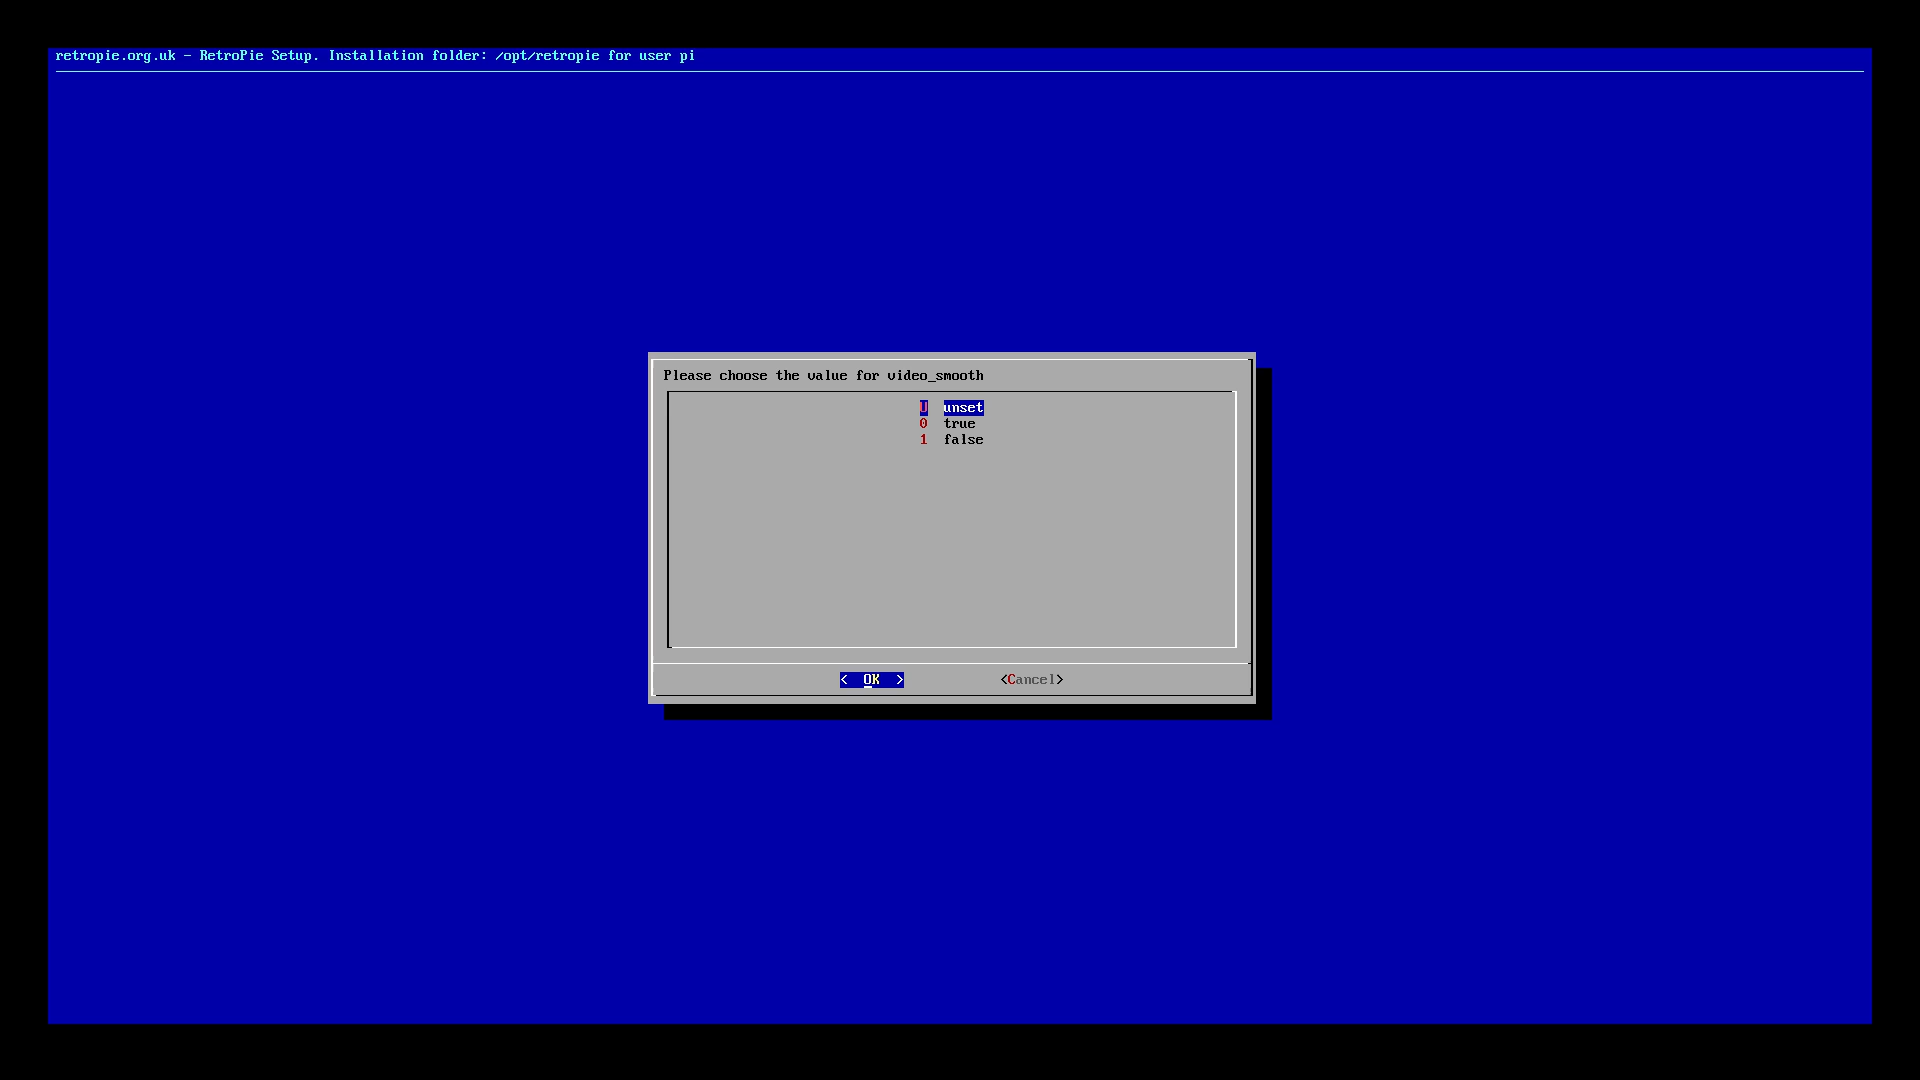 retropie.org.uk - RetroPie Setup. Installation folder: /opt/retropie for user pi
Please choose the value for video_smooth
U unset
0 true
1 false
< OK > <Cancel>